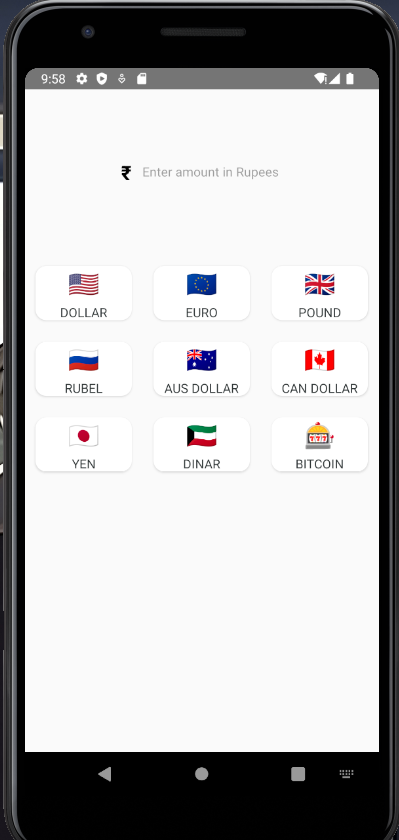 9:58
₹ Enter amount in Rupees
DOLLAR EURO POUND
RUBEL AUS DOLLAR CAN DOLLAR
YEN DINAR BITCOIN